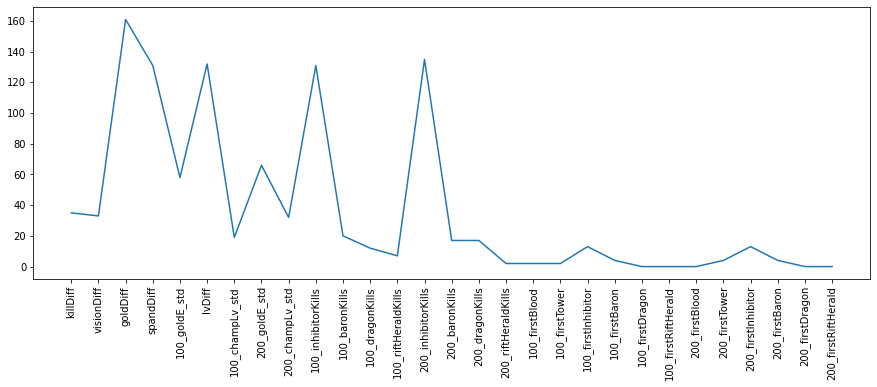 160
140
120
100
80
60
40
20
0
killDiff
visionDiff
goldDiff
spandDiff
100_goldE_std
lvDiff
100_champLv_std
200_goldE_std
200_champLv_std
100_inhibitorKills
100_baronKills
100_dragonKills
100_riftHeraldKills
200_inhibitorKills
200_baronKills
200_dragonKills
200_riftHeraldKills
100_firstBlood
100_firstTower
100_firstInhibitor
100_firstBaron
100_firstDragon
100_firstRiftHerald
200_firstBlood
200_firstTower
200_firstInhibitor
200_firstBaron
200_firstDragon
200_firstRiftHerald